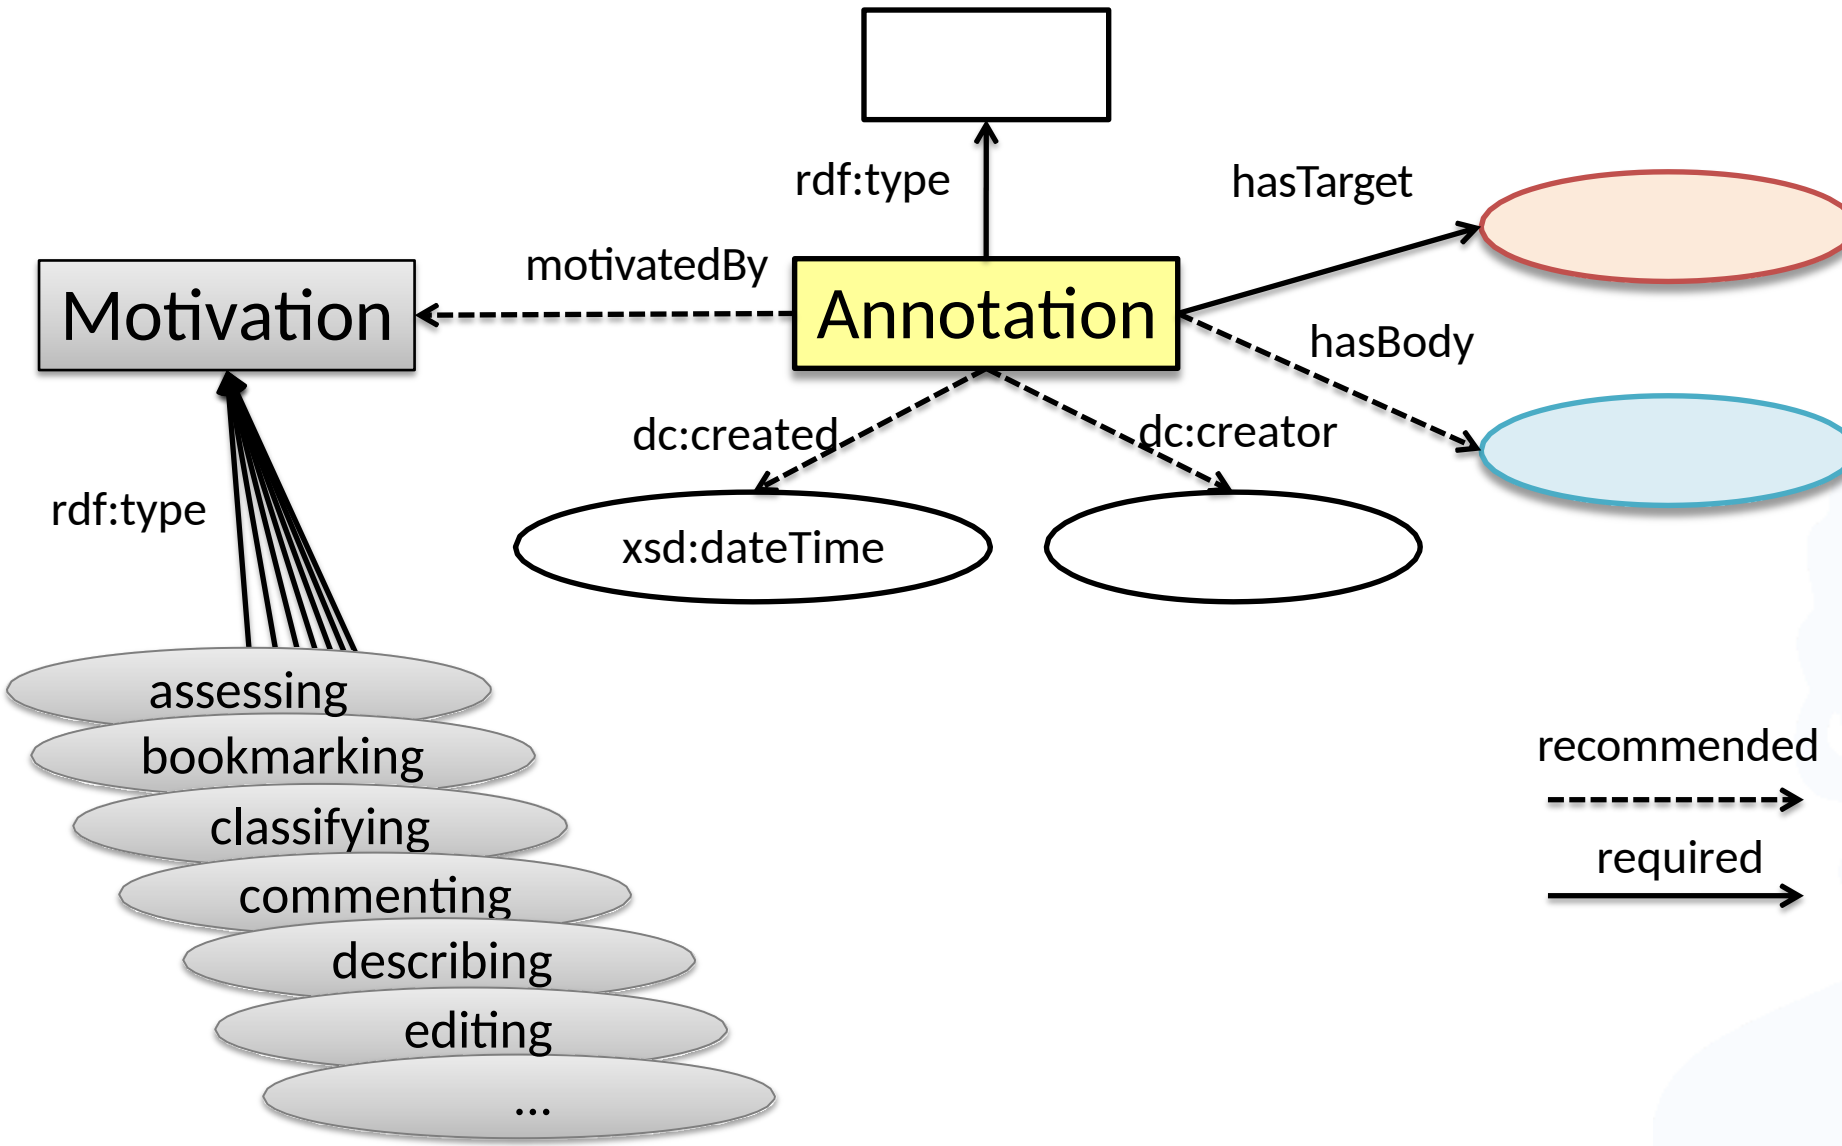 rdf:type
hasTarget
motivatedBy
Motivation
Annotation
hasBody
dc:created
dc:creator
rdf:type
xsd:dateTime
assessing
bookmarking
classifying
commenting
describing
editing
...
recommended
required